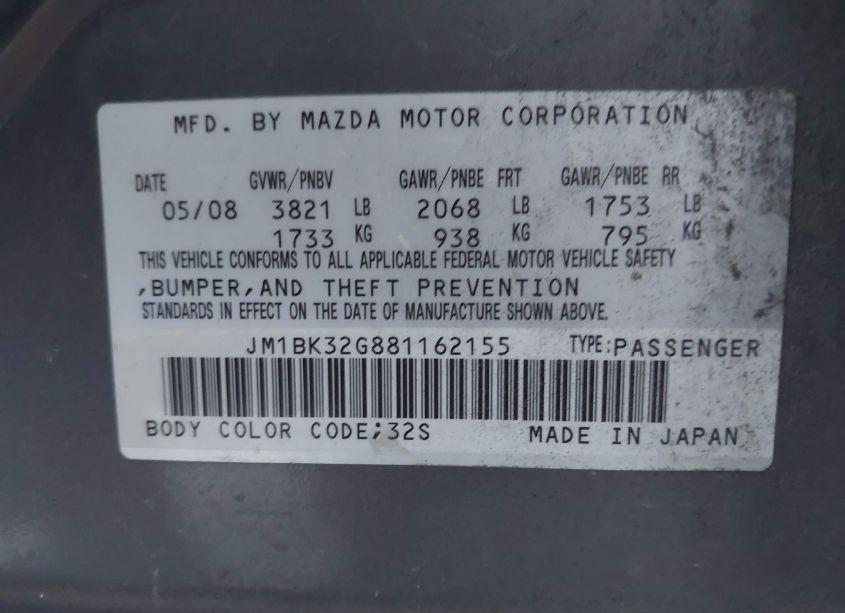 MFD. BY MAZDA MOTOR CORPORATION
DATE GVWR/PNBV GAWR/PNBE FRT GAWR/PNBE RR
05/08 3821 LB 2068 LB 1753 LB
1733 KG 938 KG 795 KG
THIS VEHICLE CONFORMS TO ALL APPLICABLE FEDERAL MOTOR VEHICLE SAFETY
,BUMPER,AND THEFT PREVENTION
STANDARDS IN EFFECT ON THE DATE OF MANUFACTURE SHOWN ABOVE.
JM1BK32G881162155 TYPE:PASSENGER
BODY COLOR CODE;32S MADE IN JAPAN